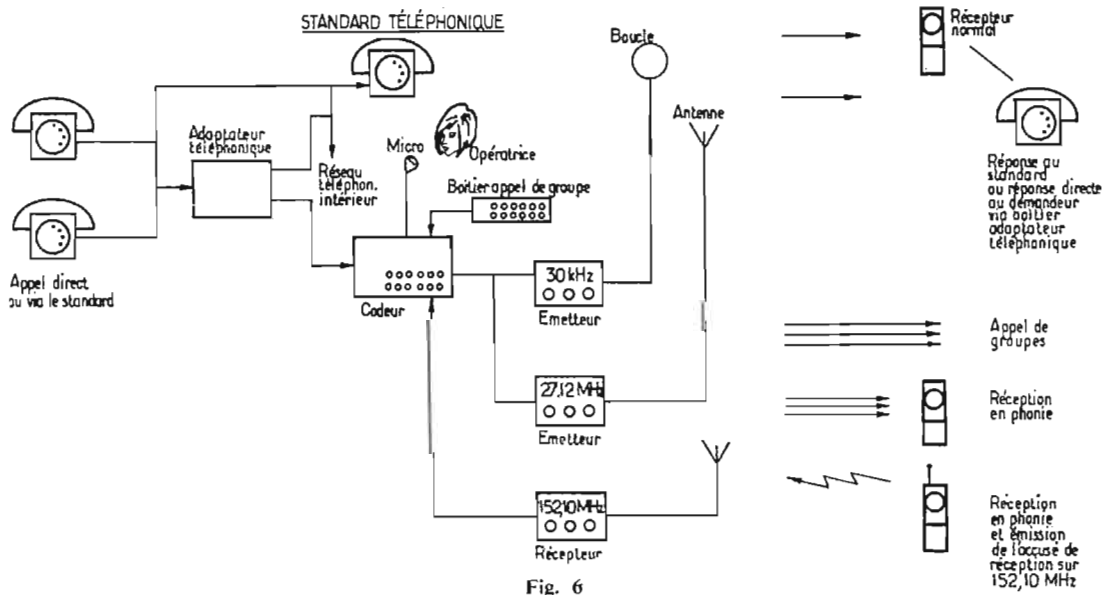 STANDARD TÉLÉPHONIQUE
Adaptateur
téléphonique
Réseau
téléphon.
intérieur
Appel direct
ou via le standard
Micro
Opératrice
Boîtier appel de groupe
Codeur
Boucle
Antenne
30 kHz
Emetteur
27,12 MHz
Emetteur
152,10 MHz
Récepteur
Récepteur
normal
Réponse au
standard
ou réponse directe
au demandeur
via boîtier
adaptateur
téléphonique
Appel de
groupes
Réception
en phonie
Réception
en phonie
et émission
de l'accusé de
réception sur
152,10 MHz
Fig. 6